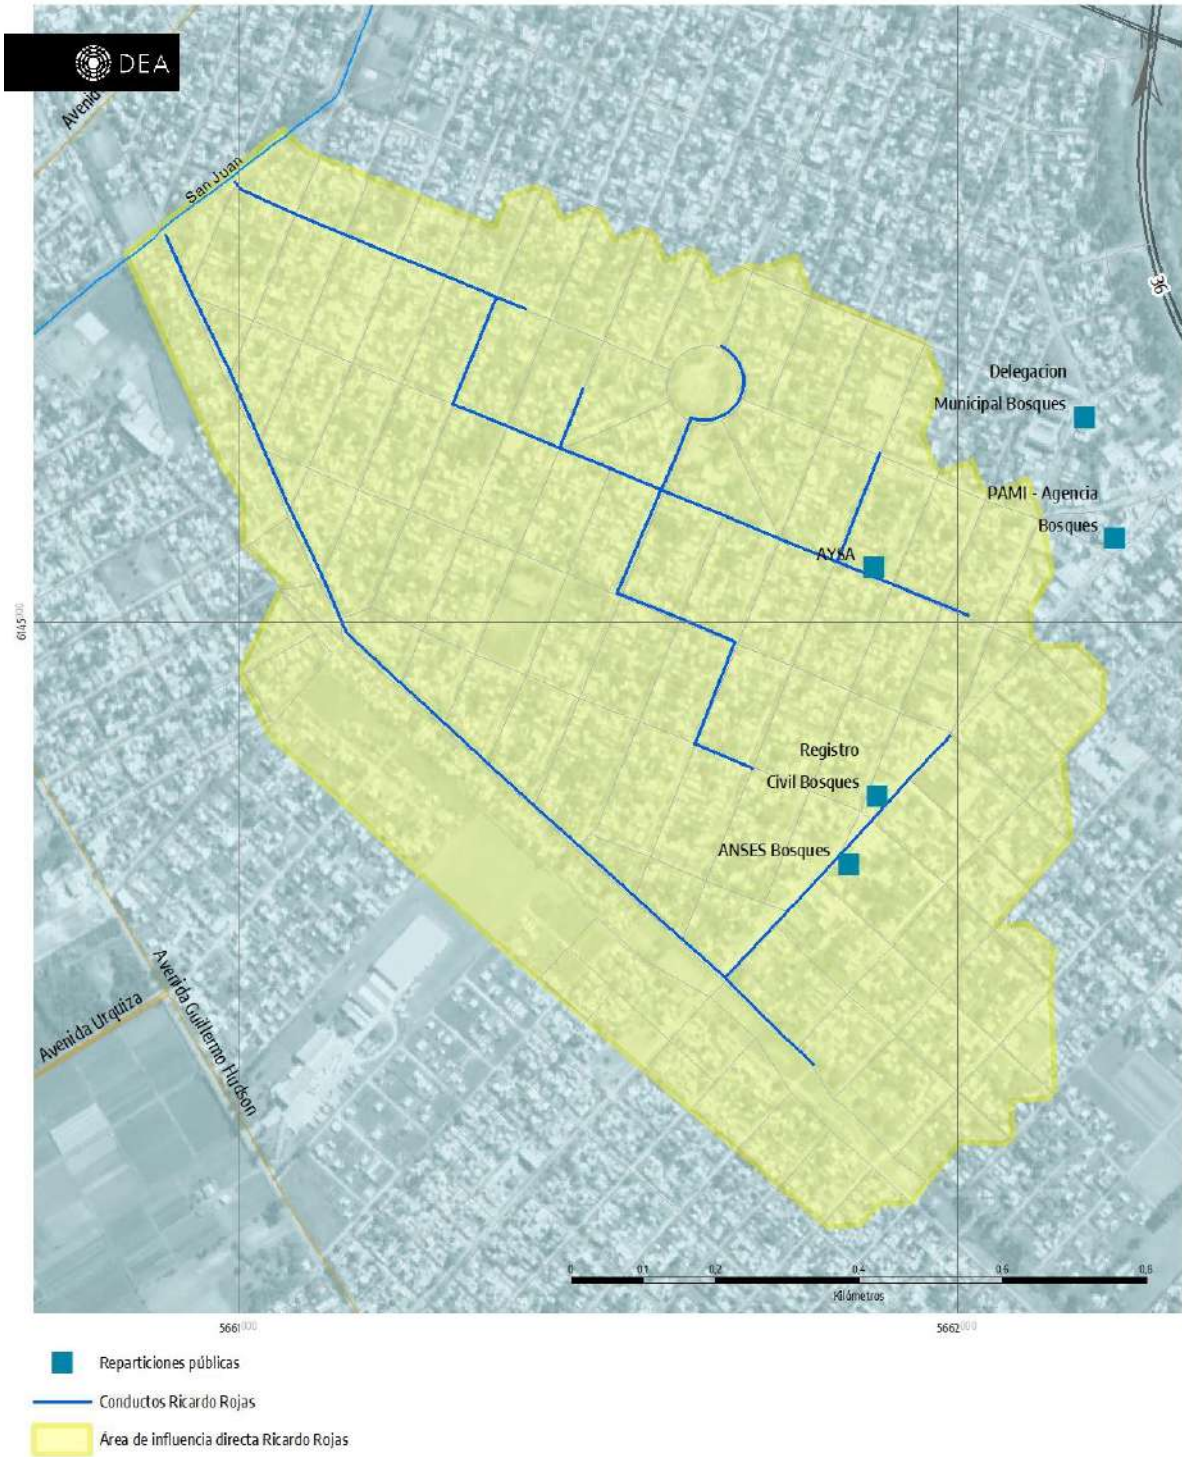 DEA
Avenid
San Juan
36
Delegacion
Municipal Bosques
PAMI - Agencia
Bosques
AYSA
6145000
Registro
Civil Bosques
ANSES Bosques
Avenida Urquiza
Avenida Guillermo Hudson
0 0,1 0,2 0,4 0,6 0,8
Kilómetros
5661000 5662000
Reparticiones públicas
Conductos Ricardo Rojas
Área de influencia directa Ricardo Rojas